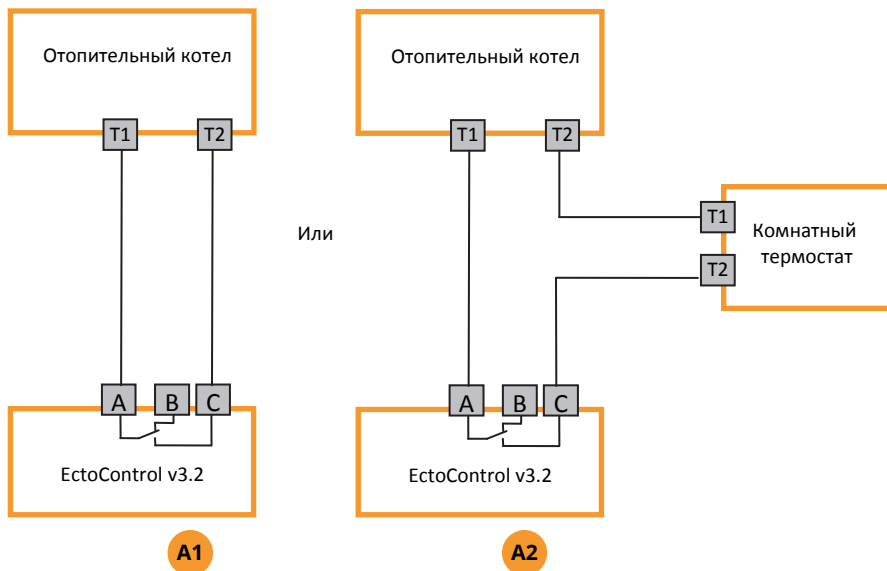 Отопительный котел
T1
T2
A
B
C
EctoControl v3.2
A1
Или
Отопительный котел
T1
T2
T1
T2
Комнатный
термостат
A
B
C
EctoControl v3.2
A2